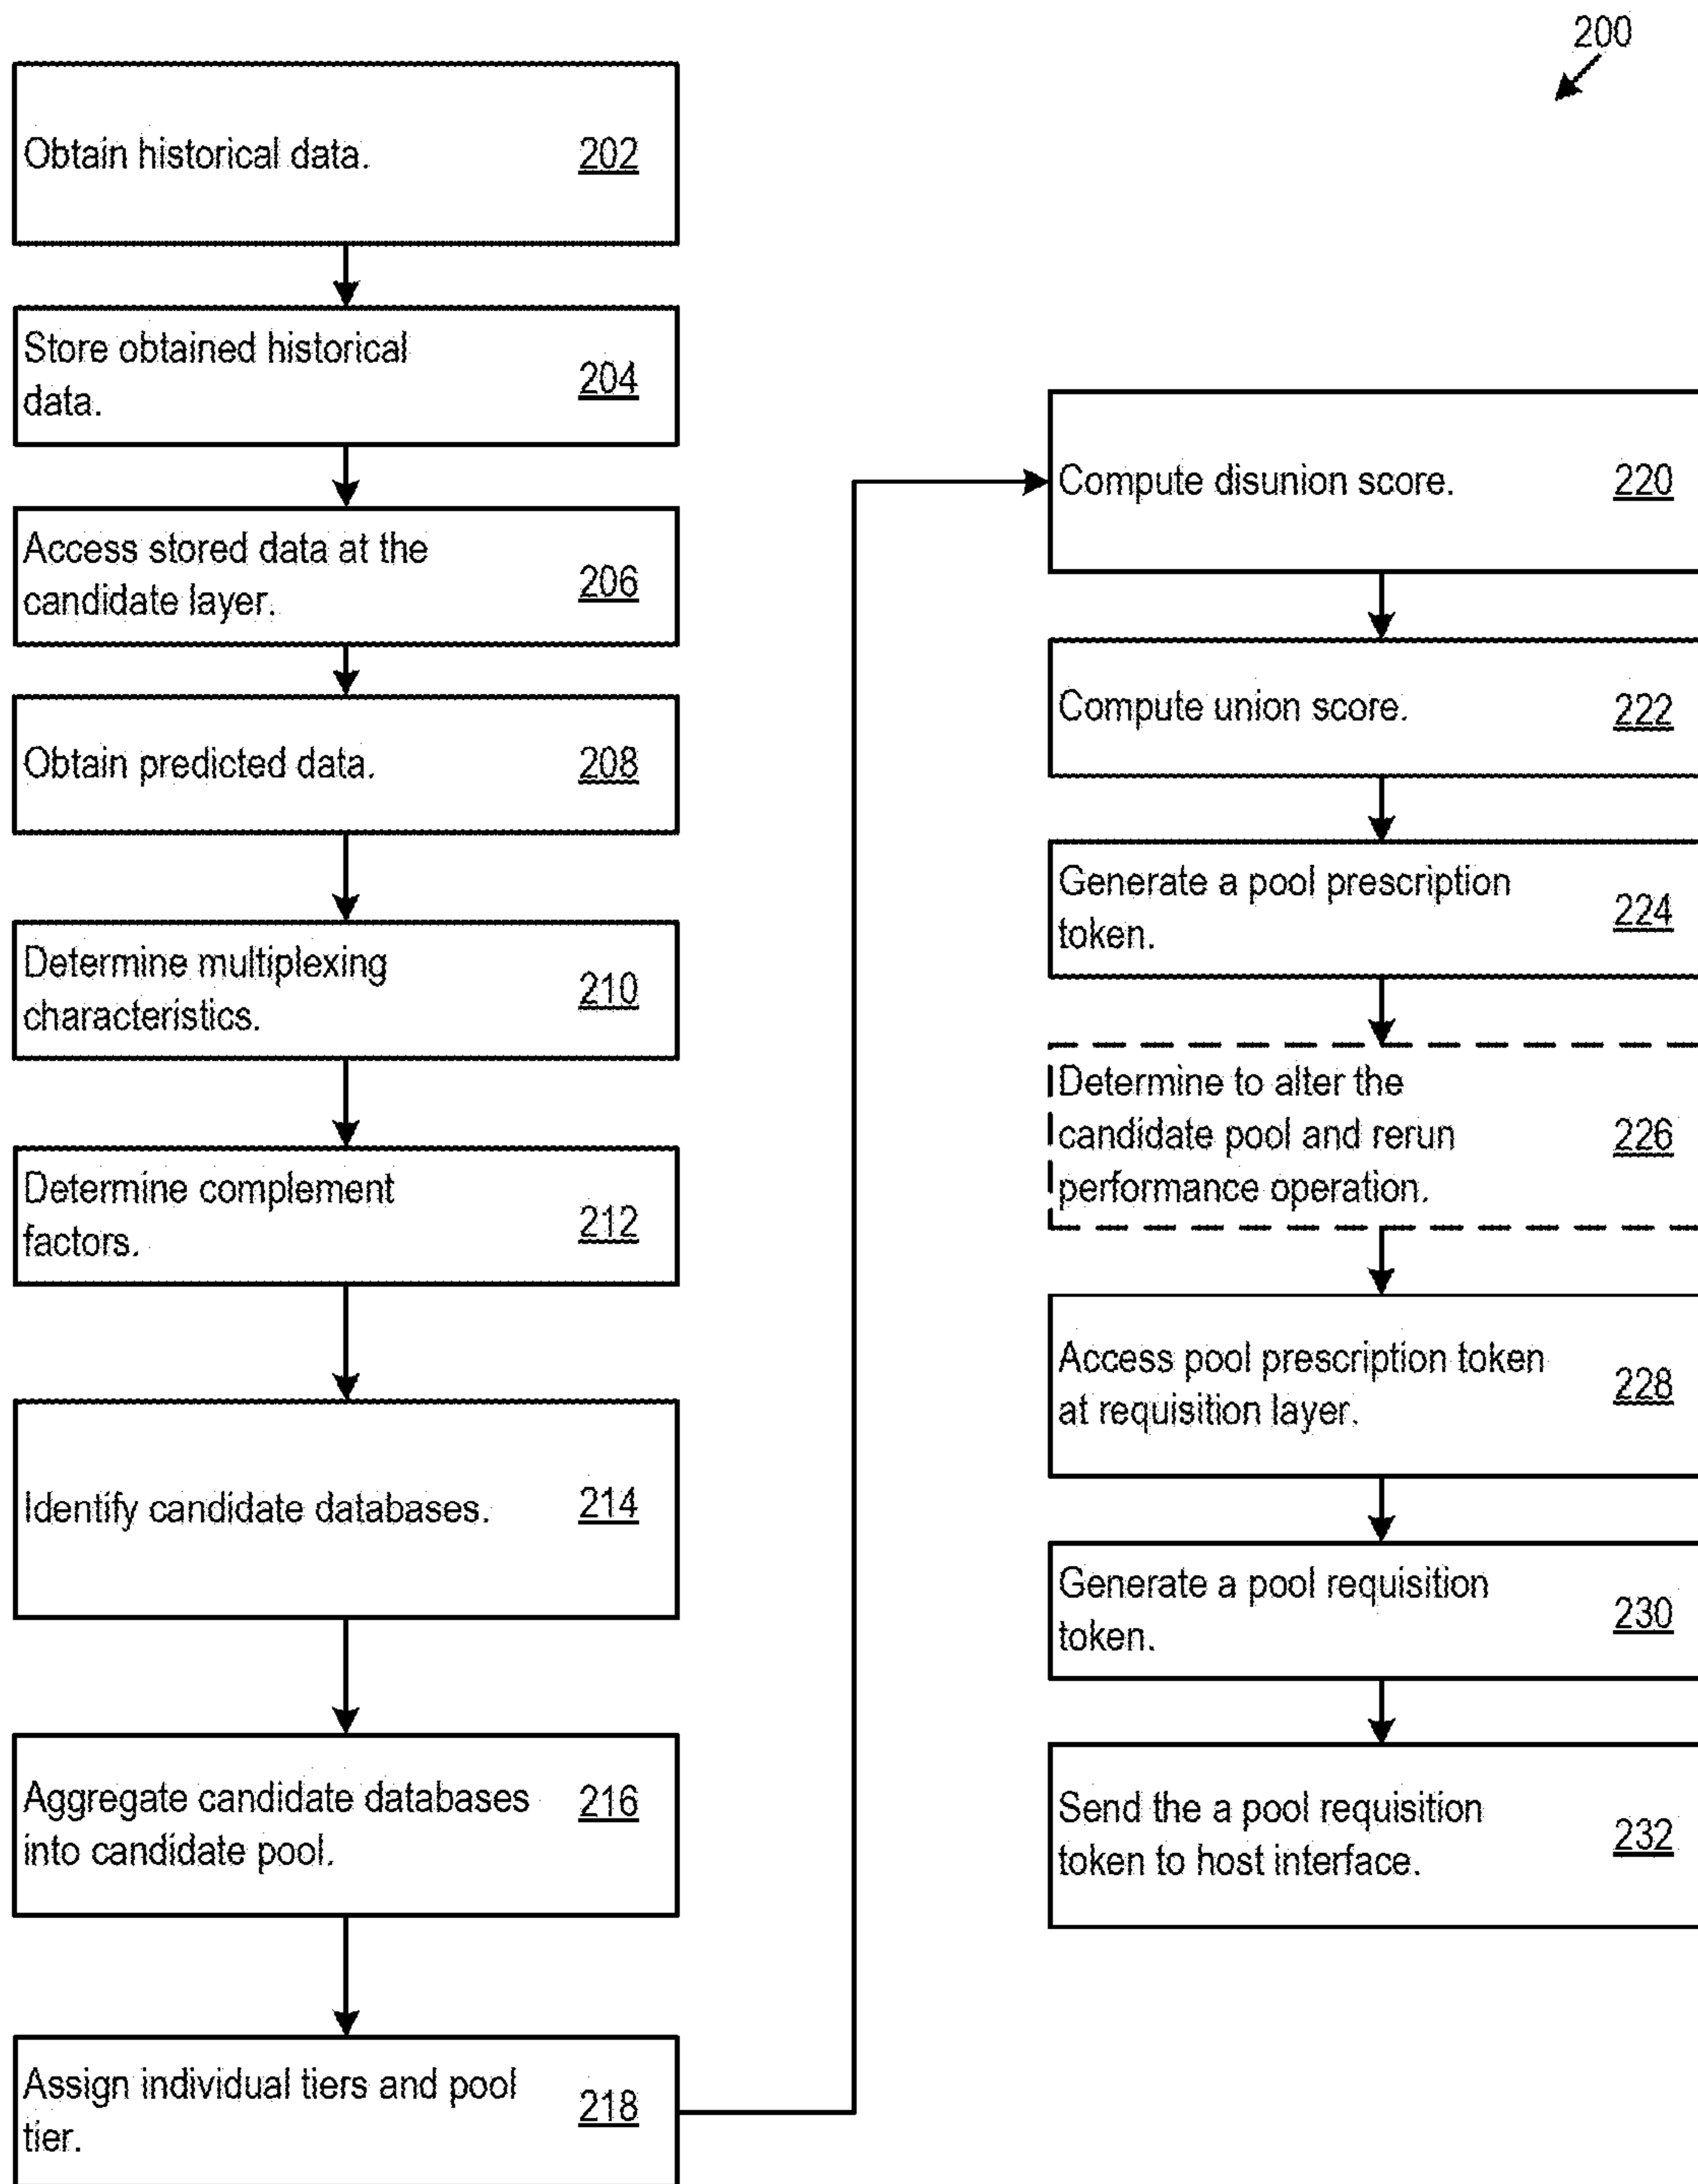 200
Obtain historical data. 202
Store obtained historical
data. 204
Access stored data at the
candidate layer. 206
Obtain predicted data. 208
Determine multiplexing
characteristics. 210
Determine complement
factors. 212
Identify candidate databases. 214
Aggregate candidate databases 216
into candidate pool.
Assign individual tiers and pool
tier. 218
Compute disunion score. 220
Compute union score. 222
Generate a pool prescription
token. 224
Determine to alter the
candidate pool and rerun 226
performance operation.
Access pool prescription token
at requisition layer. 228
Generate a pool requisition
token. 230
Send the a pool requisition
token to host interface. 232